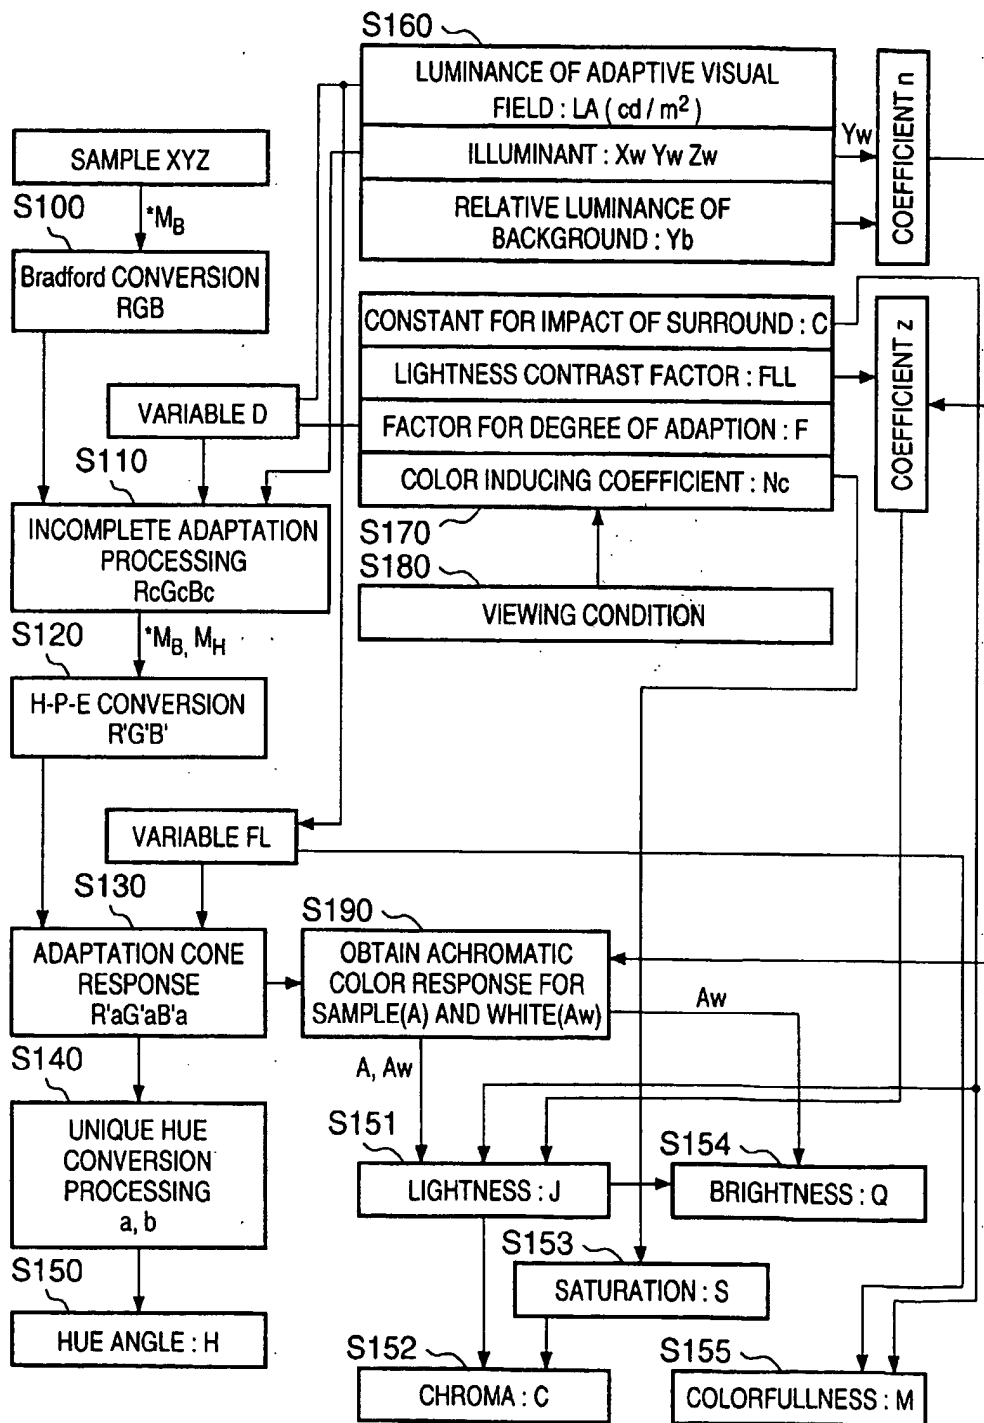 S160
LUMINANCE OF ADAPTIVE VISUAL
FIELD : LA ( cd / m²)
ILLUMINANT : Xw Yw Zw
RELATIVE LUMINANCE OF
BACKGROUND : Yb
Yw
COEFFICIENT n
SAMPLE XYZ
S100
*MB
Bradford CONVERSION
RGB
CONSTANT FOR IMPACT OF SURROUND : C
LIGHTNESS CONTRAST FACTOR : FLL
FACTOR FOR DEGREE OF ADAPTION : F
COLOR INDUCING COEFFICIENT : Nc
S170
COEFFICIENT z
VARIABLE D
S110
INCOMPLETE ADAPTATION
PROCESSING
RcGcBc
S180
VIEWING CONDITION
S120
*MB, MH
H-P-E CONVERSION
R'G'B'
VARIABLE FL
S130
ADAPTATION CONE
RESPONSE
R'aG'aB'a
S190
OBTAIN ACHROMATIC
COLOR RESPONSE FOR
SAMPLE(A) AND WHITE(Aw)
Aw
A, Aw
S140
UNIQUE HUE
CONVERSION
PROCESSING
a, b
S151
LIGHTNESS : J
S154
BRIGHTNESS : Q
S153
SATURATION : S
S150
HUE ANGLE : H
S152
CHROMA : C
S155
COLORFULLNESS : M